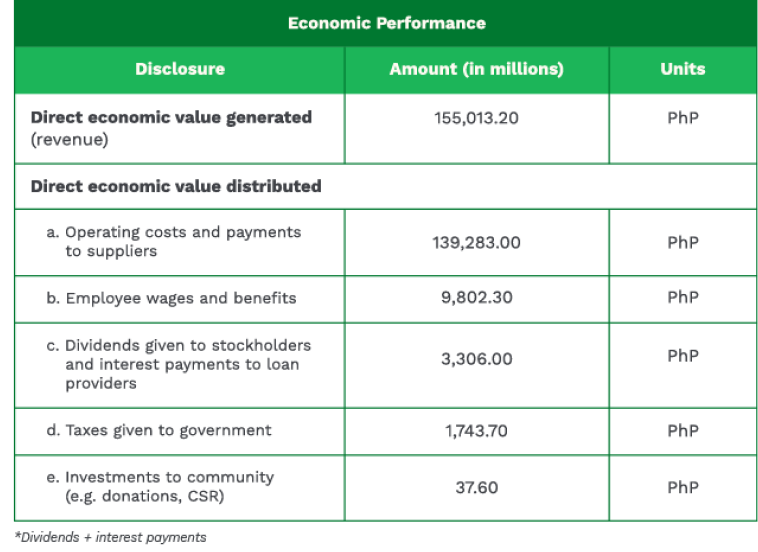 Economic Performance
Disclosure Amount (in millions) Units
Direct economic value generated
(revenue)
155,013.20 PhP
Direct economic value distributed
a. Operating costs and payments
to suppliers
139,283.00 PhP
b. Employee wages and benefits 9,802.30 PhP
c. Dividends given to stockholders
and interest payments to loan
providers
3,306.00 PhP
d. Taxes given to government 1,743.70 PhP
e. Investments to community
(e.g. donations, CSR)
37.60 PhP
*Dividends + interest payments